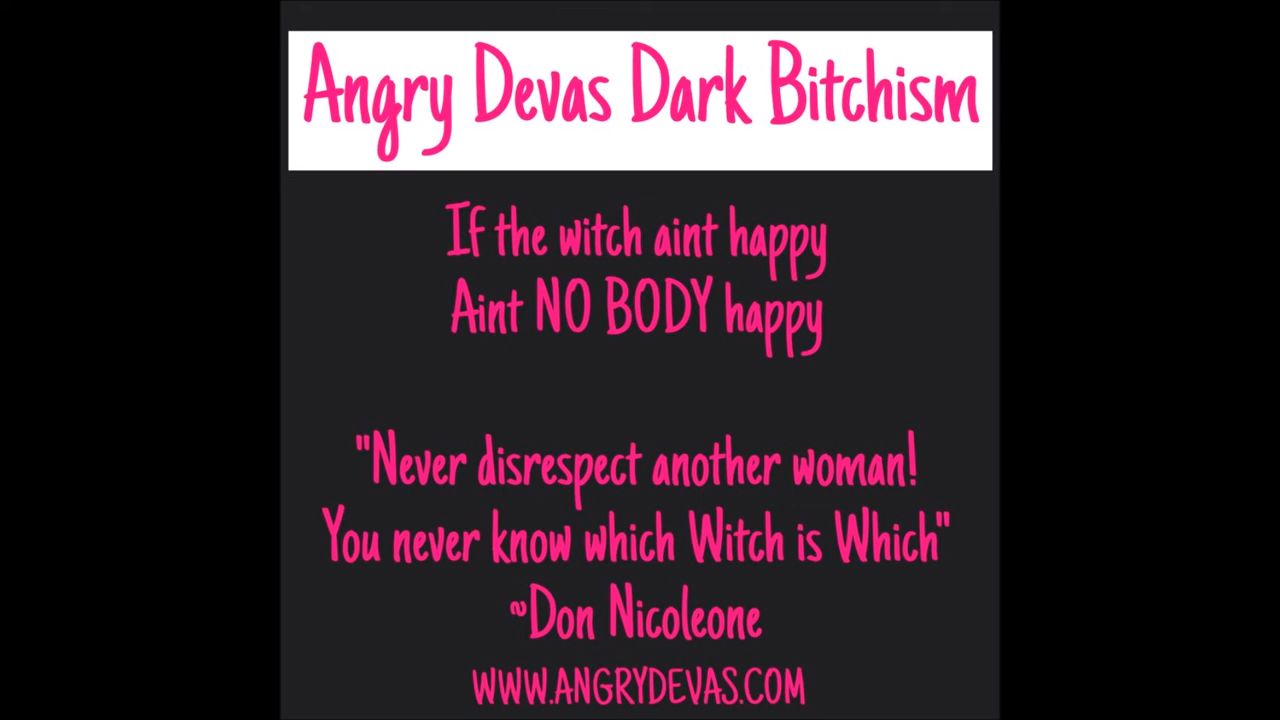 Angry Devas Dark Bitchism
If the witch aint happy
Aint NO BODY happy
"Never disrespect another woman!
You never know which Witch is Which"
~Don Nicoleone
WWW.ANGRYDEVAS.COM